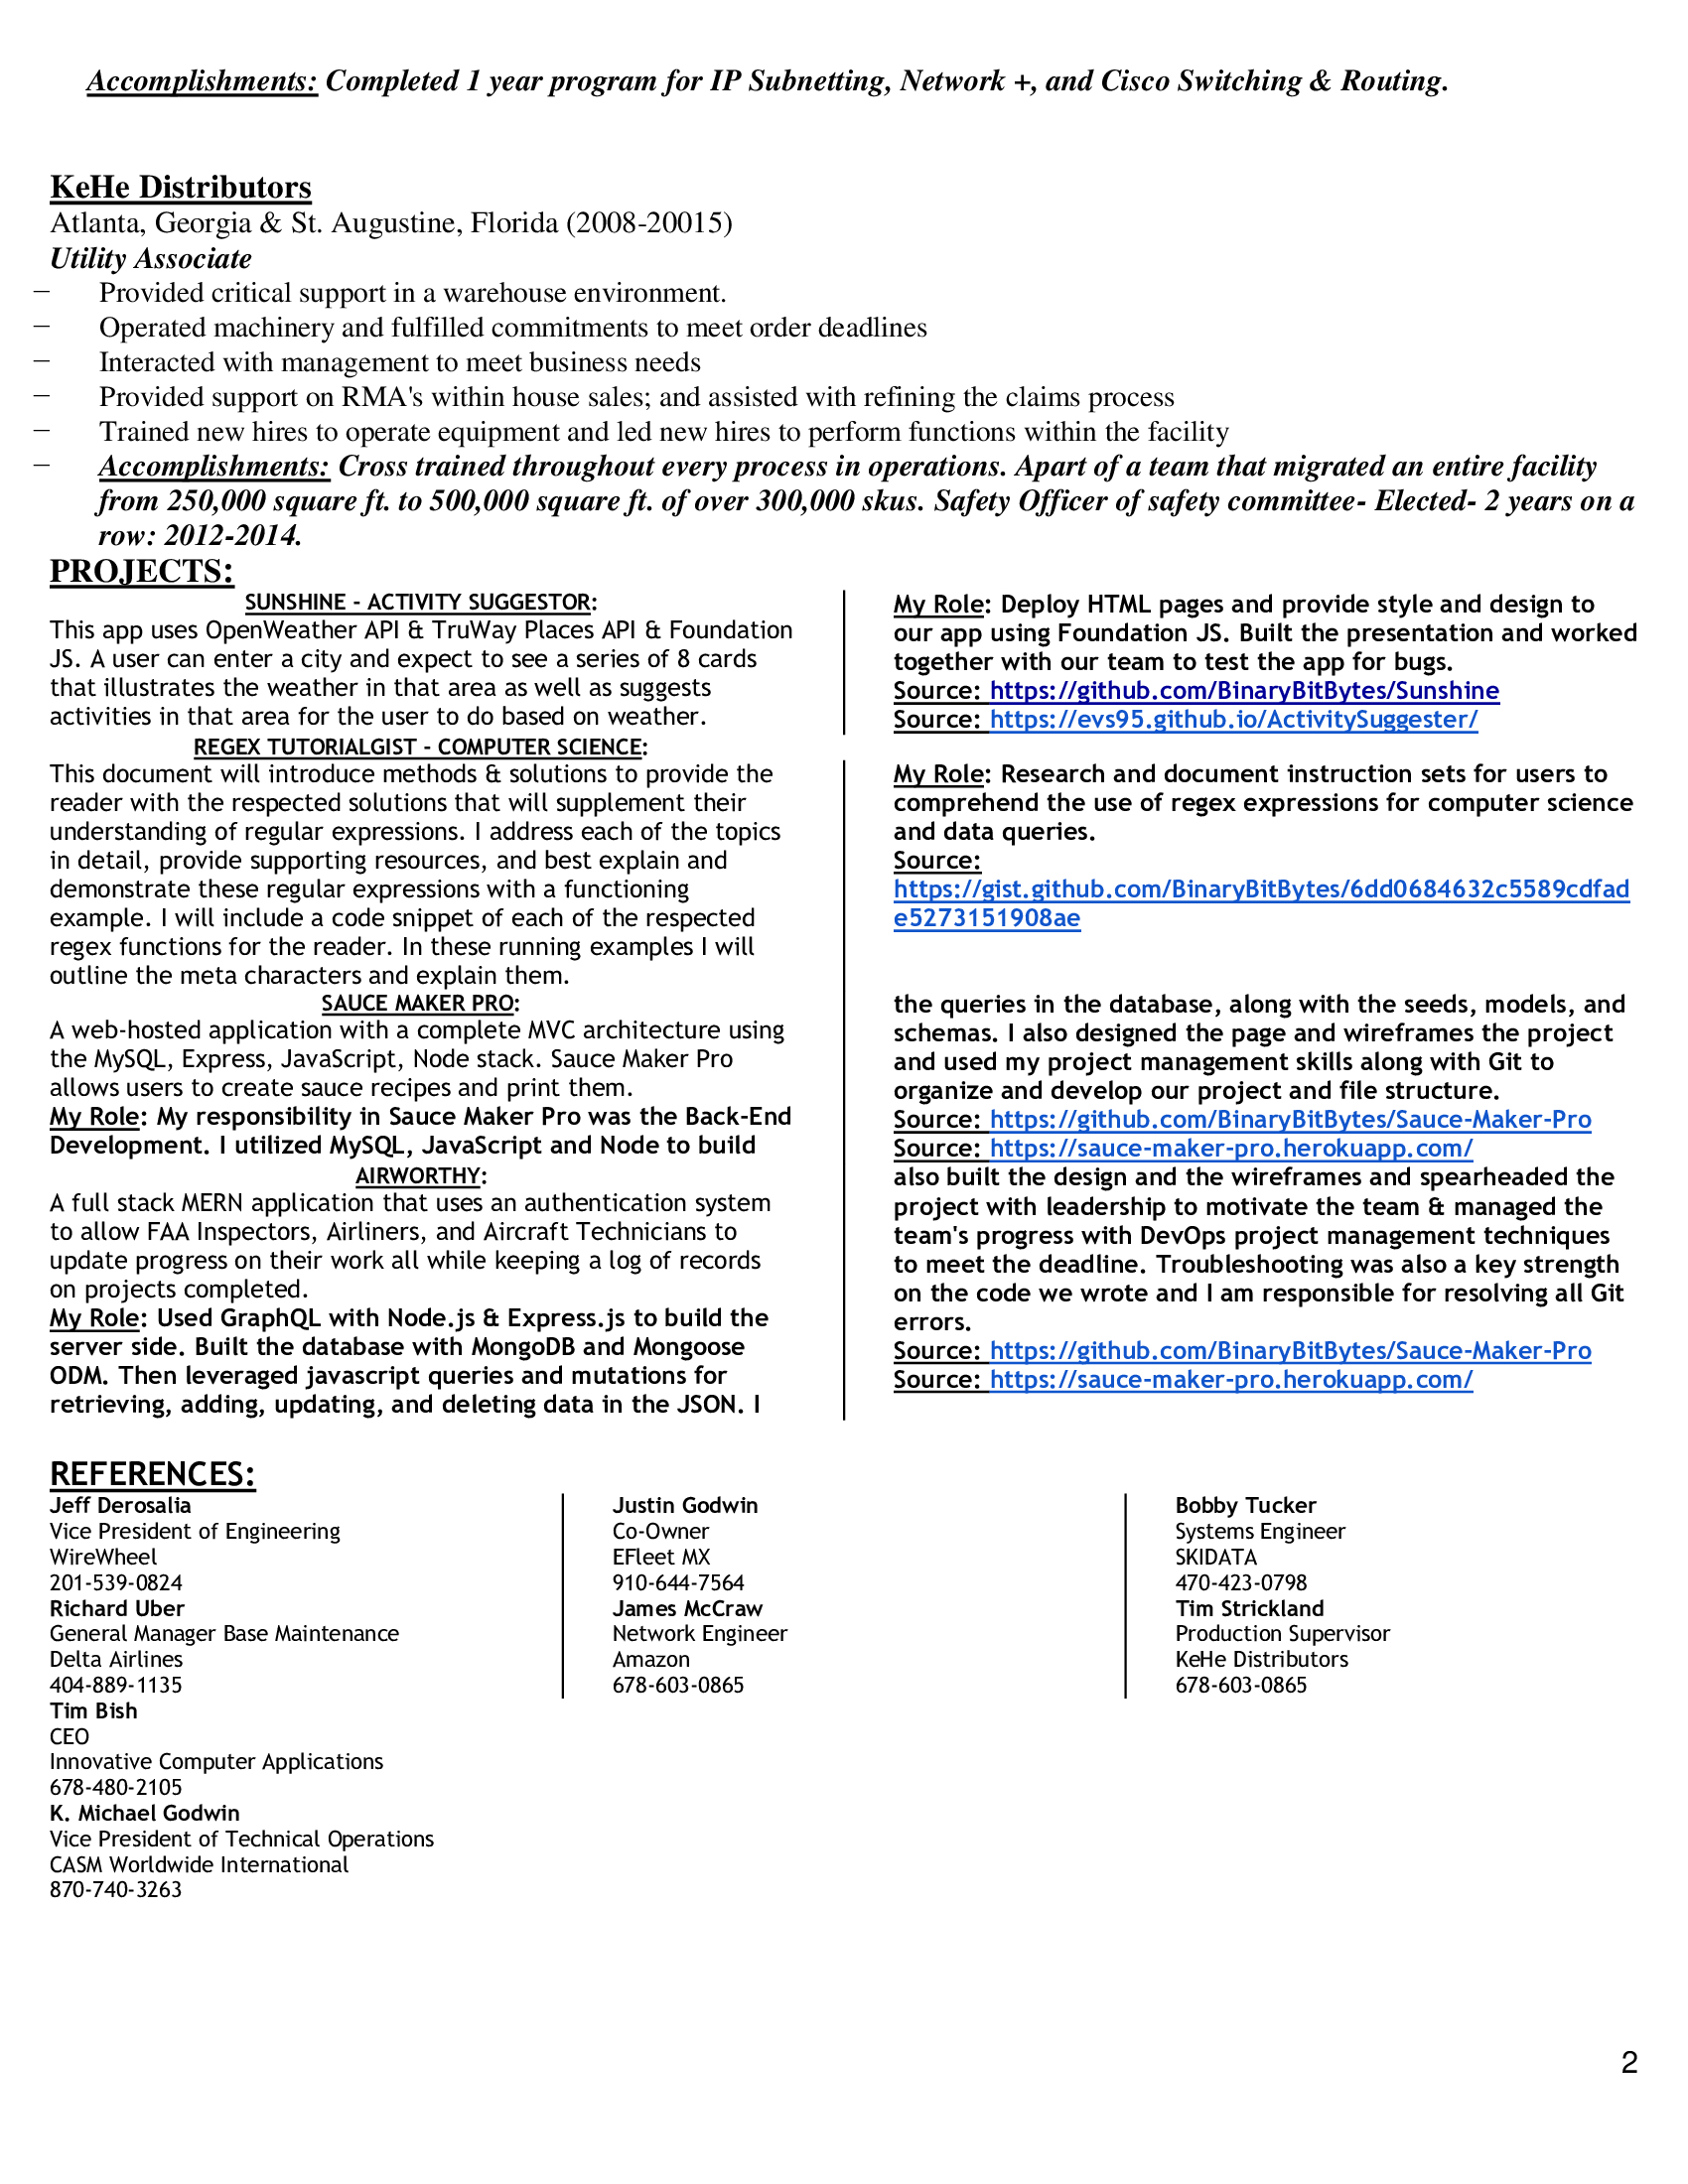 Accomplishments: Completed 1 year program for IP Subnetting, Network +, and Cisco Switching & Routing.
KeHe Distributors
Atlanta, Georgia & St. Augustine, Florida (2008-20015)
Utility Associate
– Provided critical support in a warehouse environment.
– Operated machinery and fulfilled commitments to meet order deadlines
– Interacted with management to meet business needs
– Provided support on RMA's within house sales; and assisted with refining the claims process
– Trained new hires to operate equipment and led new hires to perform functions within the facility
– Accomplishments: Cross trained throughout every process in operations. Apart of a team that migrated an entire facility
from 250,000 square ft. to 500,000 square ft. of over 300,000 skus. Safety Officer of safety committee- Elected- 2 years on a
row: 2012-2014.
PROJECTS:
SUNSHINE - ACTIVITY SUGGESTOR:
This app uses OpenWeather API & TruWay Places API & Foundation
JS. A user can enter a city and expect to see a series of 8 cards
that illustrates the weather in that area as well as suggests
activities in that area for the user to do based on weather.
My Role: Deploy HTML pages and provide style and design to
our app using Foundation JS. Built the presentation and worked
together with our team to test the app for bugs.
Source: https://github.com/BinaryBitBytes/Sunshine
Source: https://evs95.github.io/ActivitySuggester/
REGEX TUTORIALGIST - COMPUTER SCIENCE:
This document will introduce methods & solutions to provide the
reader with the respected solutions that will supplement their
understanding of regular expressions. I address each of the topics
in detail, provide supporting resources, and best explain and
demonstrate these regular expressions with a functioning
example. I will include a code snippet of each of the respected
regex functions for the reader. In these running examples I will
outline the meta characters and explain them.
My Role: Research and document instruction sets for users to
comprehend the use of regex expressions for computer science
and data queries.
Source:
https://gist.github.com/BinaryBitBytes/6dd0684632c5589cdfad
e5273151908ae
SAUCE MAKER PRO:
A web-hosted application with a complete MVC architecture using
the MySQL, Express, JavaScript, Node stack. Sauce Maker Pro
allows users to create sauce recipes and print them.
My Role: My responsibility in Sauce Maker Pro was the Back-End
Development. I utilized MySQL, JavaScript and Node to build
the queries in the database, along with the seeds, models, and
schemas. I also designed the page and wireframes the project
and used my project management skills along with Git to
organize and develop our project and file structure.
Source: https://github.com/BinaryBitBytes/Sauce-Maker-Pro
Source: https://sauce-maker-pro.herokuapp.com/
AIRWORTHY:
A full stack MERN application that uses an authentication system
to allow FAA Inspectors, Airliners, and Aircraft Technicians to
update progress on their work all while keeping a log of records
on projects completed.
My Role: Used GraphQL with Node.js & Express.js to build the
server side. Built the database with MongoDB and Mongoose
ODM. Then leveraged javascript queries and mutations for
retrieving, adding, updating, and deleting data in the JSON. I
also built the design and the wireframes and spearheaded the
project with leadership to motivate the team & managed the
team's progress with DevOps project management techniques
to meet the deadline. Troubleshooting was also a key strength
on the code we wrote and I am responsible for resolving all Git
errors.
Source: https://github.com/BinaryBitBytes/Sauce-Maker-Pro
Source: https://sauce-maker-pro.herokuapp.com/
REFERENCES:
Jeff Derosalia
Vice President of Engineering
WireWheel
201-539-0824
Richard Uber
General Manager Base Maintenance
Delta Airlines
404-889-1135
Tim Bish
CEO
Innovative Computer Applications
678-480-2105
K. Michael Godwin
Vice President of Technical Operations
CASM Worldwide International
870-740-3263
Justin Godwin
Co-Owner
EFleet MX
910-644-7564
James McCraw
Network Engineer
Amazon
678-603-0865
Bobby Tucker
Systems Engineer
SKIDATA
470-423-0798
Tim Strickland
Production Supervisor
KeHe Distributors
678-603-0865
2